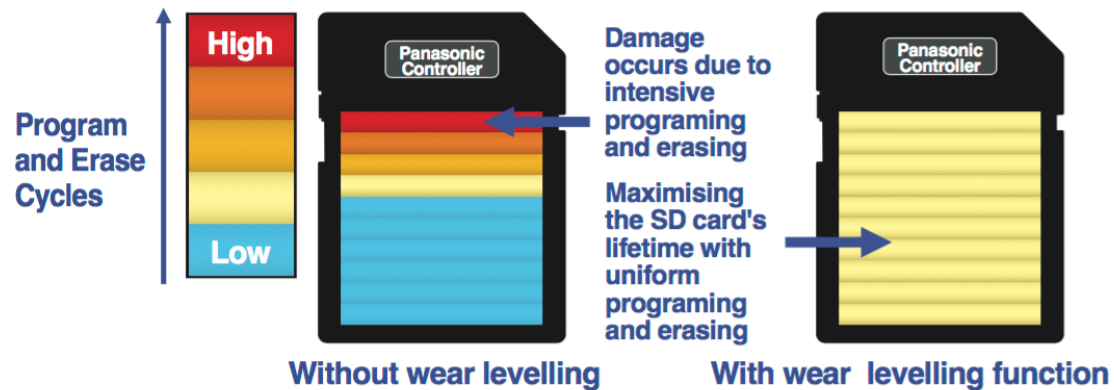 High
Low
Program
and Erase
Cycles
Panasonic
Controller
Damage
occurs due to
intensive
programing
and erasing
Maximising
the SD card's
lifetime with
uniform
programing
and erasing
Panasonic
Controller
Without wear levelling
With wear levelling function